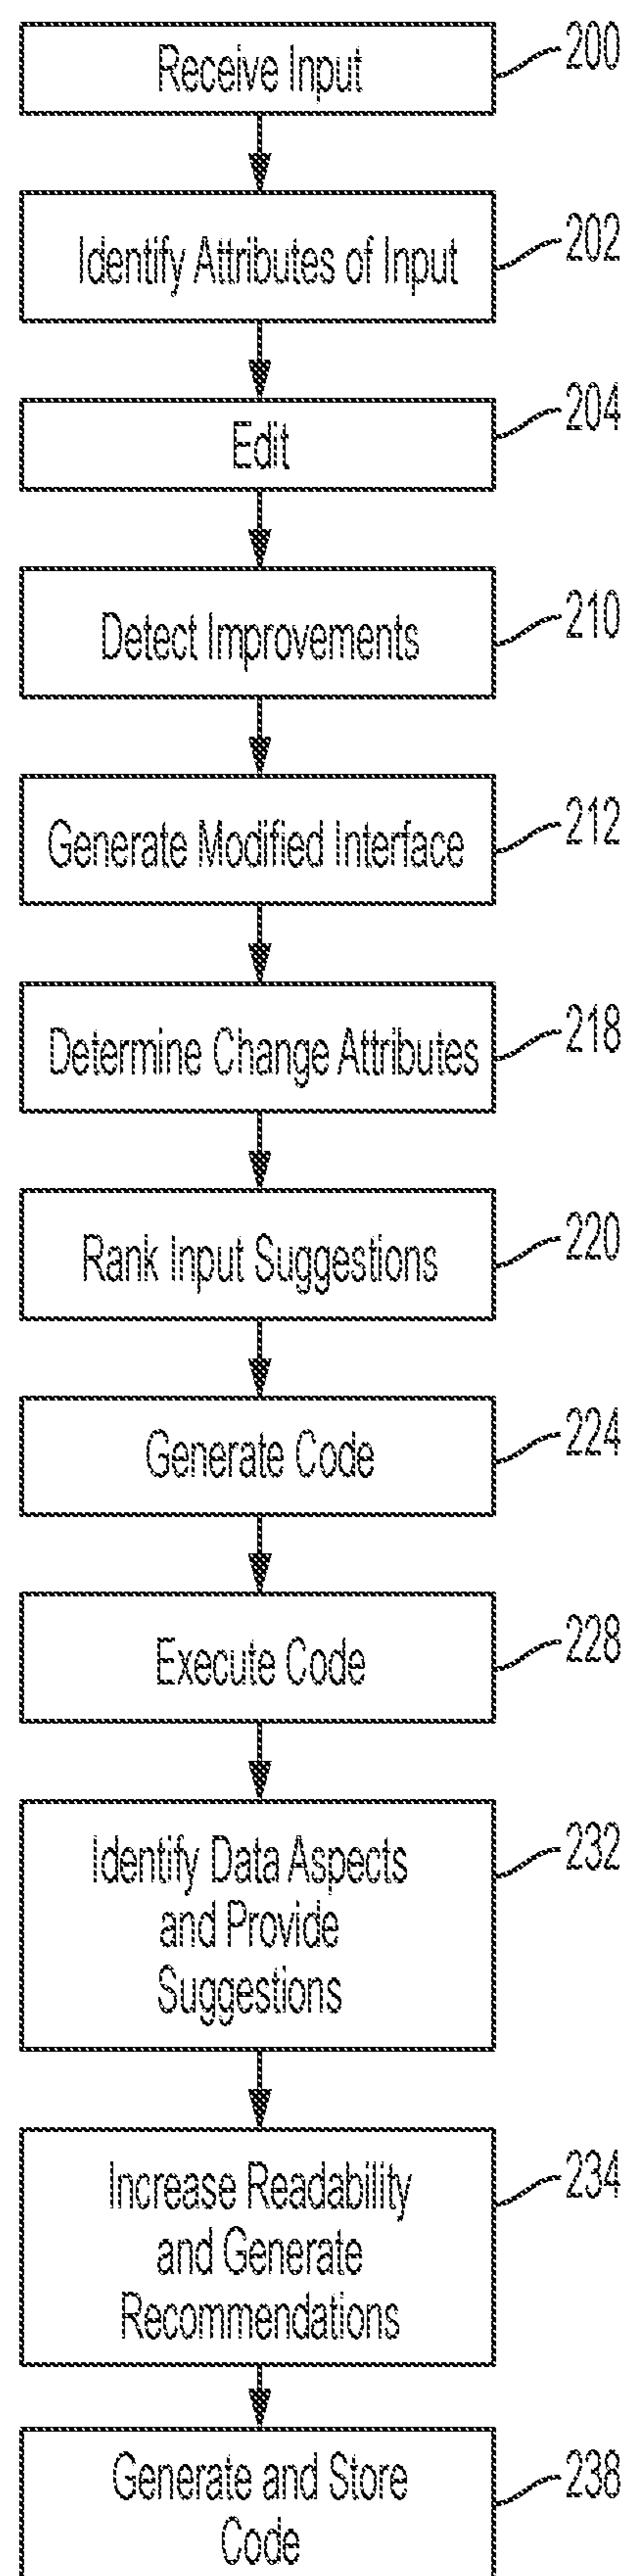 Receive Input
200
Identify Attributes of Input
202
Edit
204
Detect Improvements
210
Generate Modified Interface
212
Determine Change Attributes
218
Rank Input Suggestions
220
Generate Code
224
Execute Code
228
Identify Data Aspects
and Provide
Suggestions
232
Increase Readability
and Generate
Recommendations
234
Generate and Store
Code
238